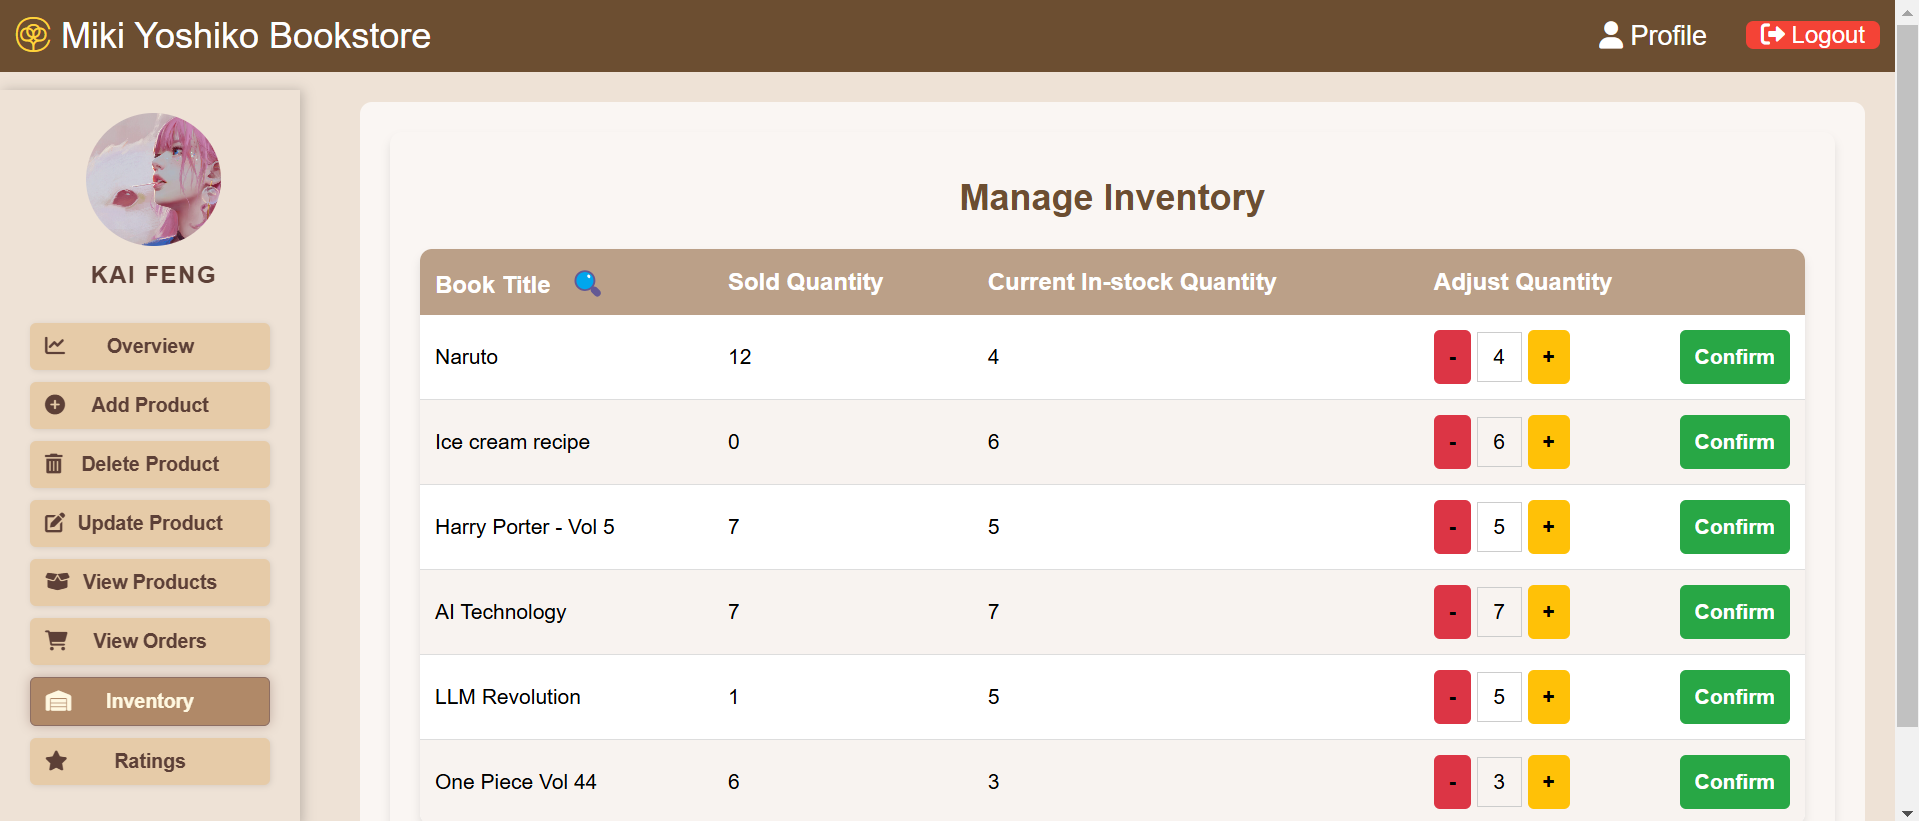 Miki Yoshiko Bookstore
Profile
Logout
KAI FENG
Overview
Add Product
Delete Product
Update Product
View Products
View Orders
Inventory
Ratings
Manage Inventory
Book Title Sold Quantity Current In-stock Quantity Adjust Quantity
Naruto 12 4 - 4 + Confirm
Ice cream recipe 0 6 - 6 + Confirm
Harry Porter - Vol 5 7 5 - 5 + Confirm
AI Technology 7 7 - 7 + Confirm
LLM Revolution 1 5 - 5 + Confirm
One Piece Vol 44 6 3 - 3 + Confirm